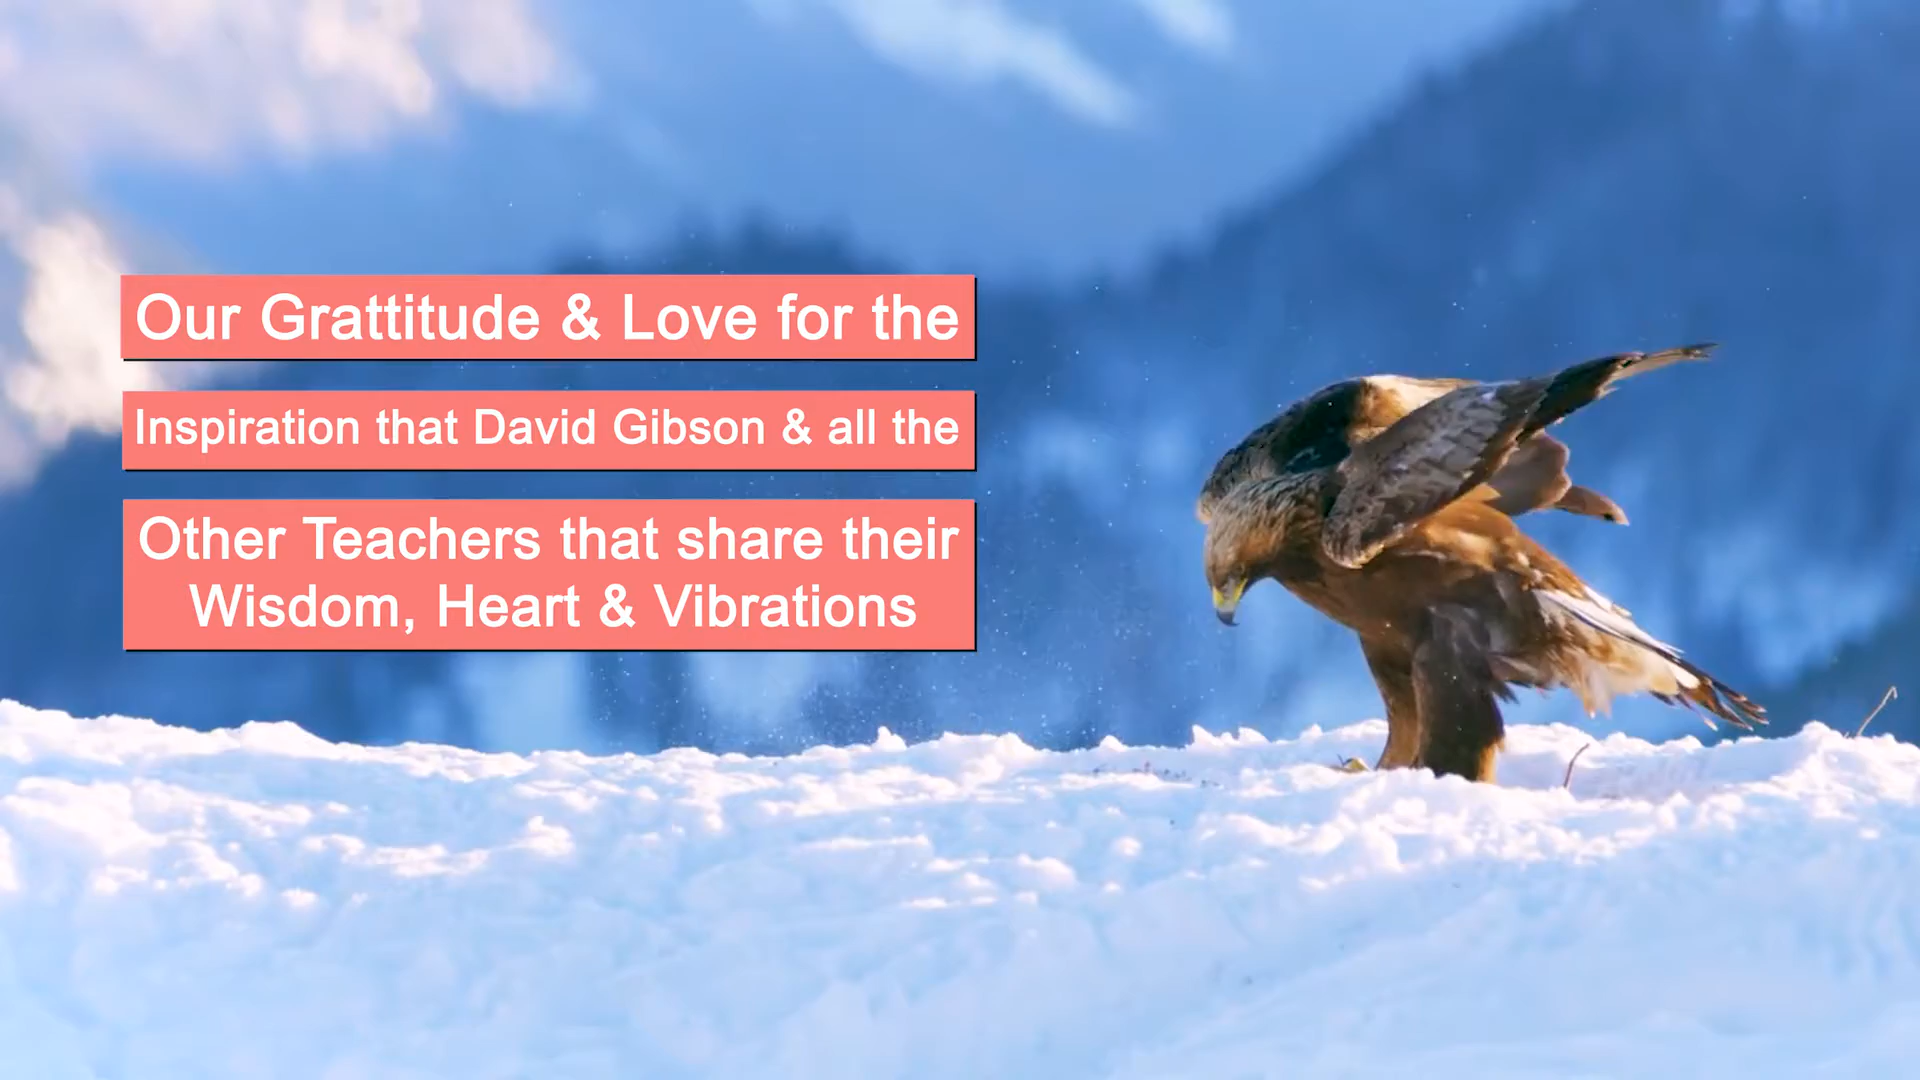 Our Grattitude & Love for the
Inspiration that David Gibson & all the
Other Teachers that share their
Wisdom, Heart & Vibrations